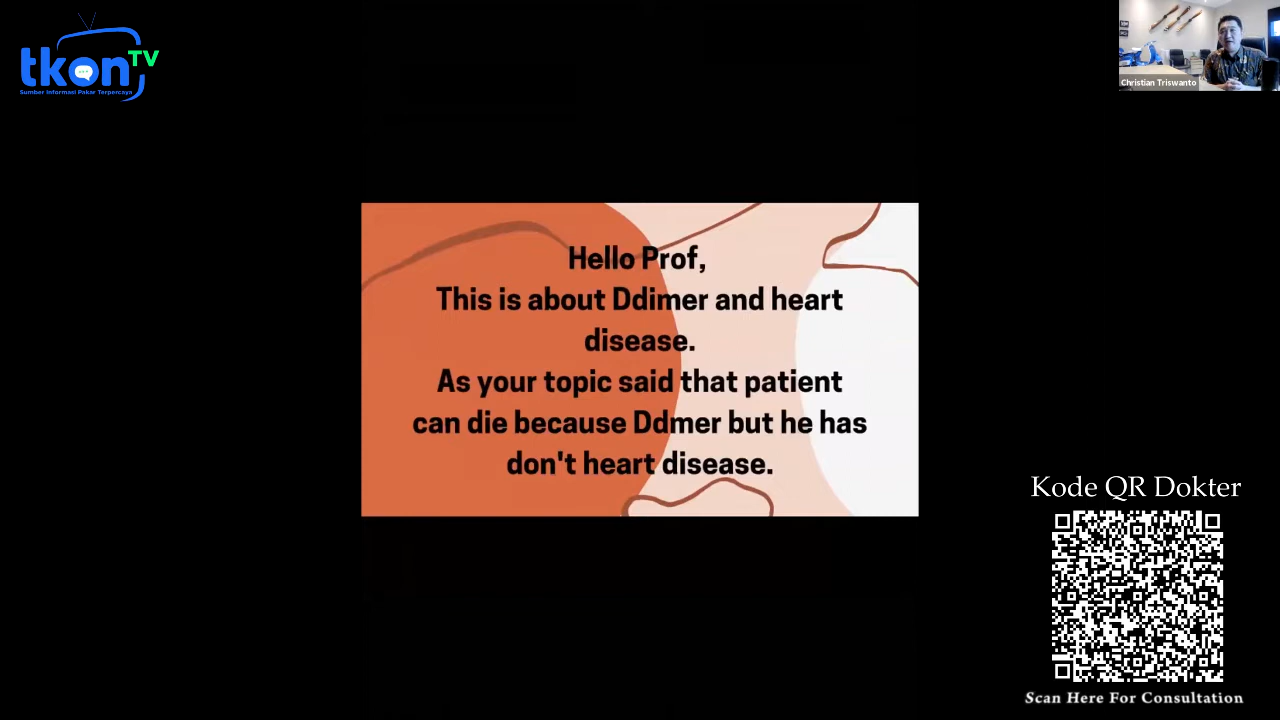 tkon TV
Sumber Informasi Pakar Terpercaya
Christian Triswanto
Hello Prof,
This is about Ddimer and heart
disease.
As your topic said that patient
can die because Ddmer but he has
don't heart disease.
Kode QR Dokter
Scan Here For Consultation